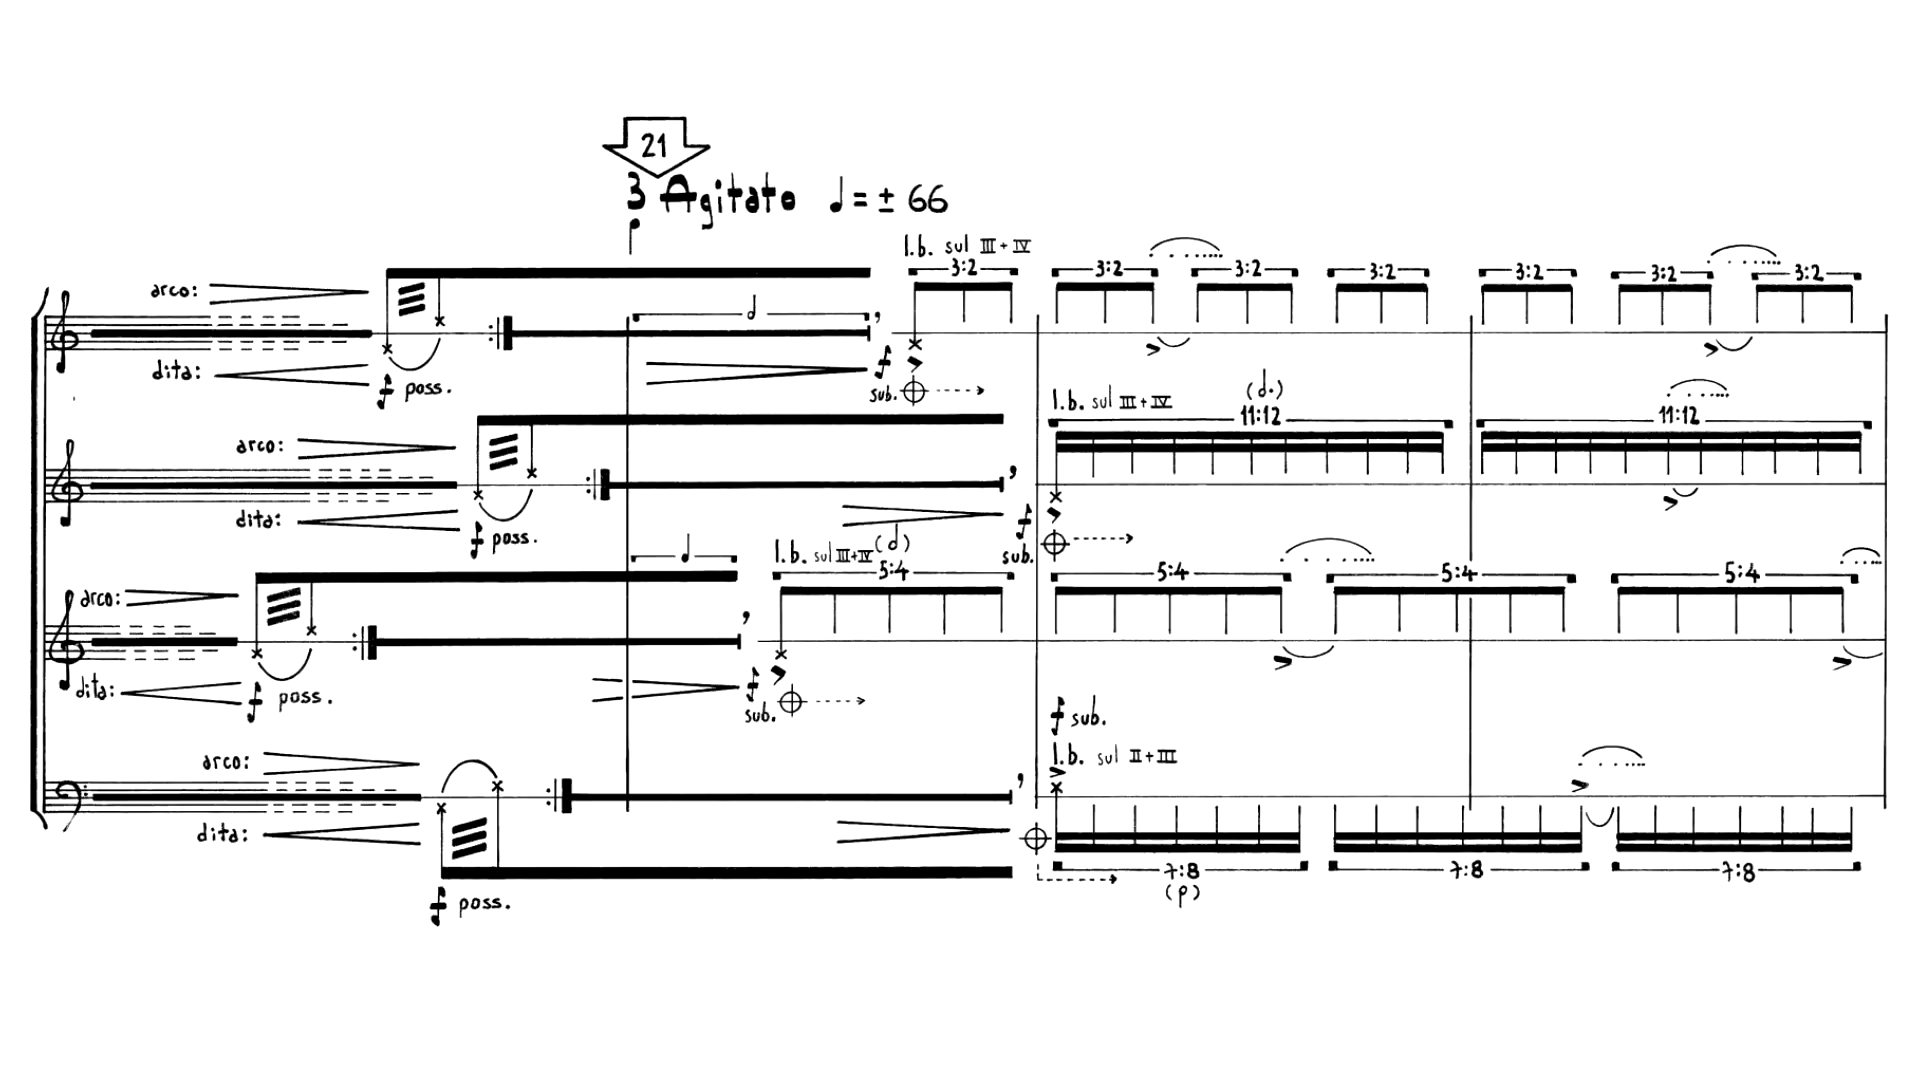 21
3 Agitato = ± 66
l.b. sul III + IV
3:2 3:2 3:2 3:2 3:2 3:2 3:2
arco:
dita:
f poss.
f
sub.
l.b. sul III + IV
11:12 11:12
arco:
dita:
f poss.
f
sub.
l.b. sul III + IV
5:4 5:4 5:4 5:4
arco:
dita:
f poss.
f
sub.
f sub.
l.b. sul II + III
arco:
dita:
7:8 7:8 7:8
f poss.